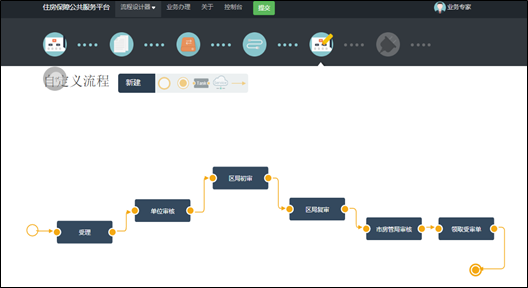 住房保障公共服务平台 流程设计器 业务办理 关于 控制台 提交 业务专家
自定义流程 新建
区局初审
单位审核
区局复审
受理
市房管局审核
领取受审单